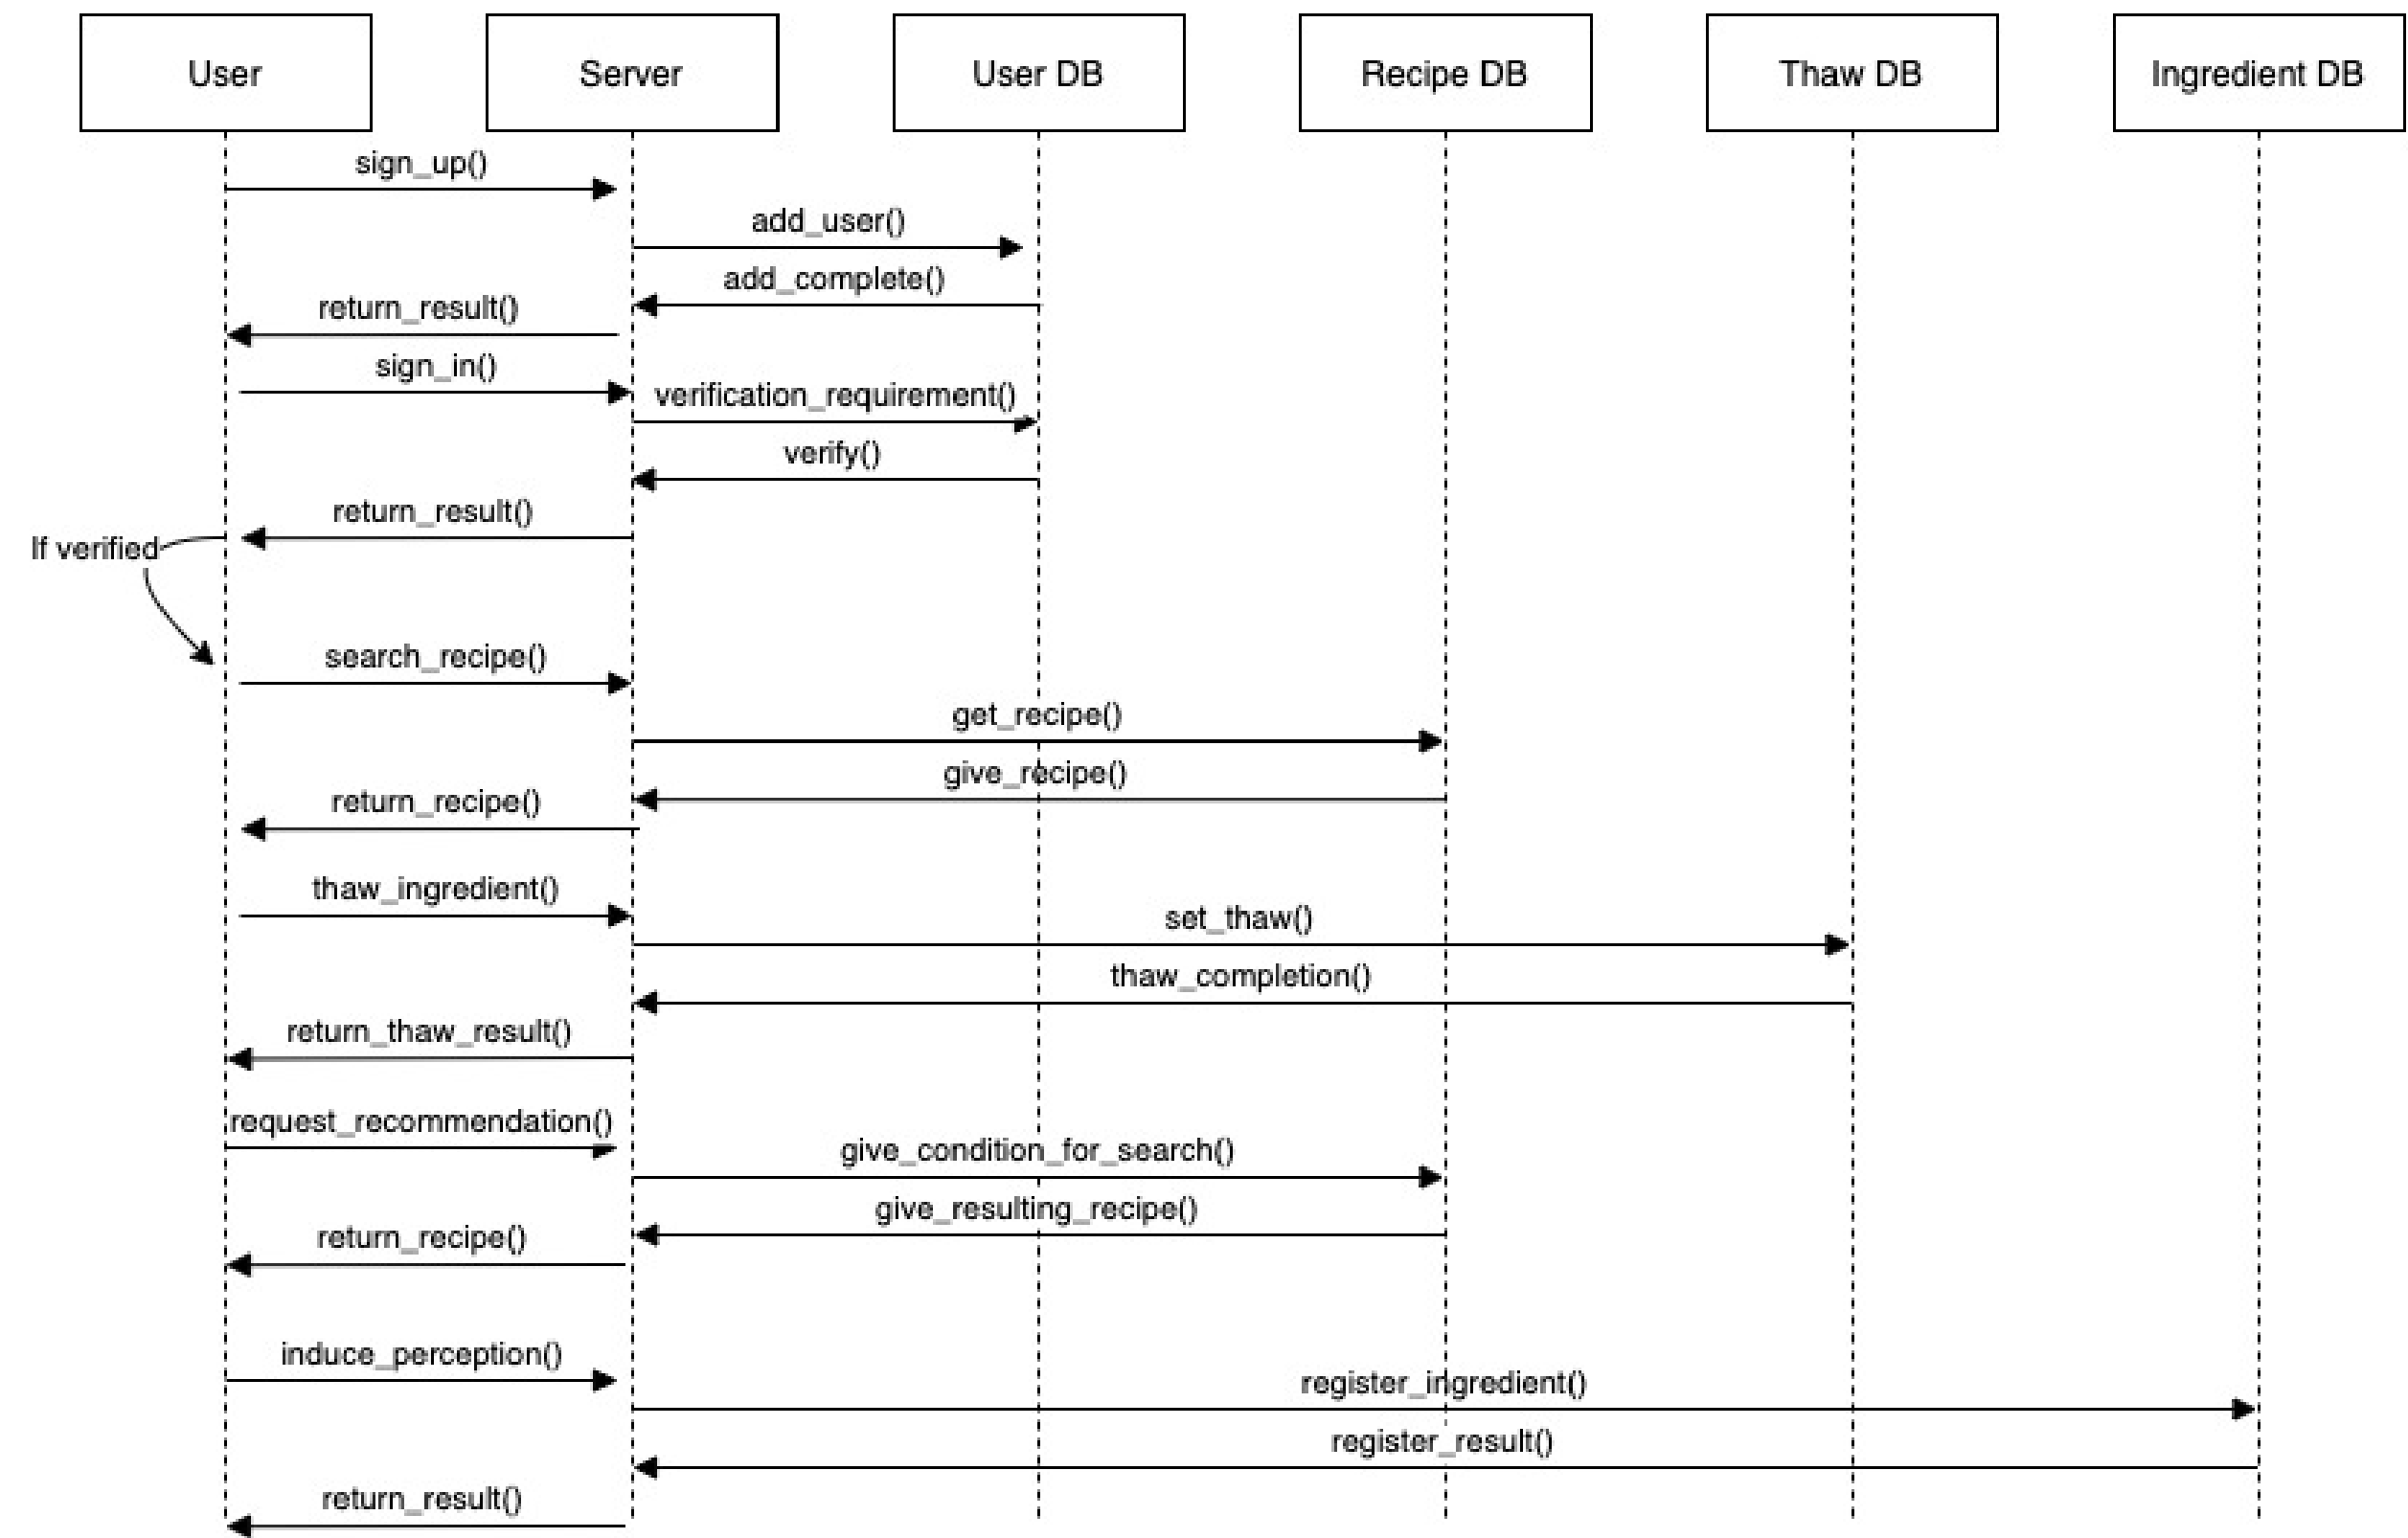 User
Server
User DB
Recipe DB
Thaw DB
Ingredient DB
sign_up()
add_user()
add_complete()
return_result()
sign_in()
verification_requirement()
verify()
return_result()
If verified
search_recipe()
get_recipe()
give_recipe()
return_recipe()
thaw_ingredient()
set_thaw()
thaw_completion()
return_thaw_result()
request_recommendation()
give_condition_for_search()
give_resulting_recipe()
return_recipe()
induce_perception()
register_ingredient()
register_result()
return_result()